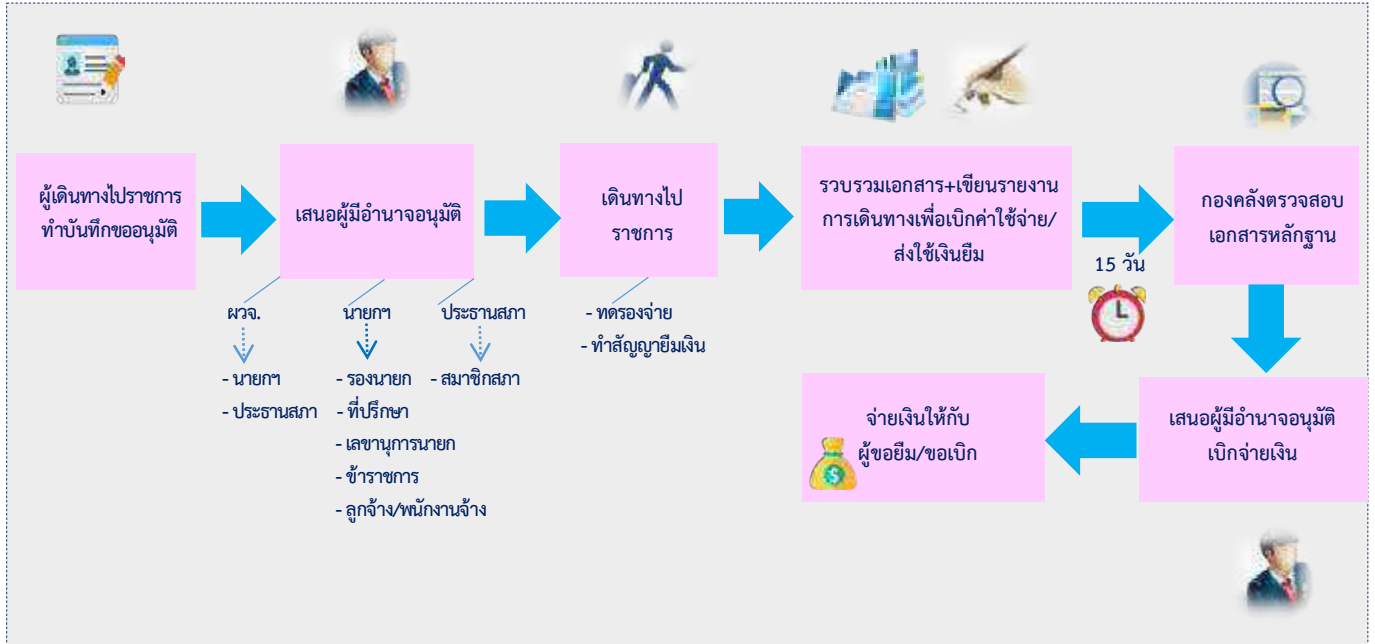 ผู้เดินทางไปราชการ
ทำบันทึกขออนุมัติ
เสนอผู้มีอำนาจอนุมัติ
เดินทางไป
ราชการ
รวบรวมเอกสาร+เขียนรายงาน
การเดินทางเพื่อเบิกค่าใช้จ่าย/
ส่งใช้เงินยืม
15 วัน
กองคลังตรวจสอบ
เอกสารหลักฐาน
ผวจ.
- นายกฯ
- ประธานสภา
นายกฯ
- รองนายก
- ที่ปรึกษา
- เลขานุการนายก
- ข้าราชการ
- ลูกจ้าง/พนักงานจ้าง
ประธานสภา
- สมาชิกสภา
- ทดรองจ่าย
- ทำสัญญายืมเงิน
เสนอผู้มีอำนาจอนุมัติ
เบิกจ่ายเงิน
จ่ายเงินให้กับ
ผู้ขอยืม/ขอเบิก